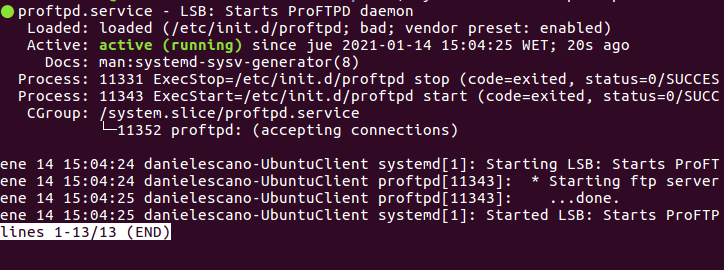 ● proftpd.service - LSB: Starts ProFTPD daemon
   Loaded: loaded (/etc/init.d/proftpd; bad; vendor preset: enabled)
   Active: active (running) since jue 2021-01-14 15:04:25 WET; 20s ago
     Docs: man:systemd-sysv-generator(8)
  Process: 11331 ExecStop=/etc/init.d/proftpd stop (code=exited, status=0/SUCCES
  Process: 11343 ExecStart=/etc/init.d/proftpd start (code=exited, status=0/SUCC
   CGroup: /system.slice/proftpd.service
           └─11352 proftpd: (accepting connections)

ene 14 15:04:24 danielescano-UbuntuClient systemd[1]: Starting LSB: Starts ProFT
ene 14 15:04:24 danielescano-UbuntuClient proftpd[11343]:  * Starting ftp server
ene 14 15:04:25 danielescano-UbuntuClient proftpd[11343]:    ...done.
ene 14 15:04:25 danielescano-UbuntuClient systemd[1]: Started LSB: Starts ProFTP
lines 1-13/13 (END)